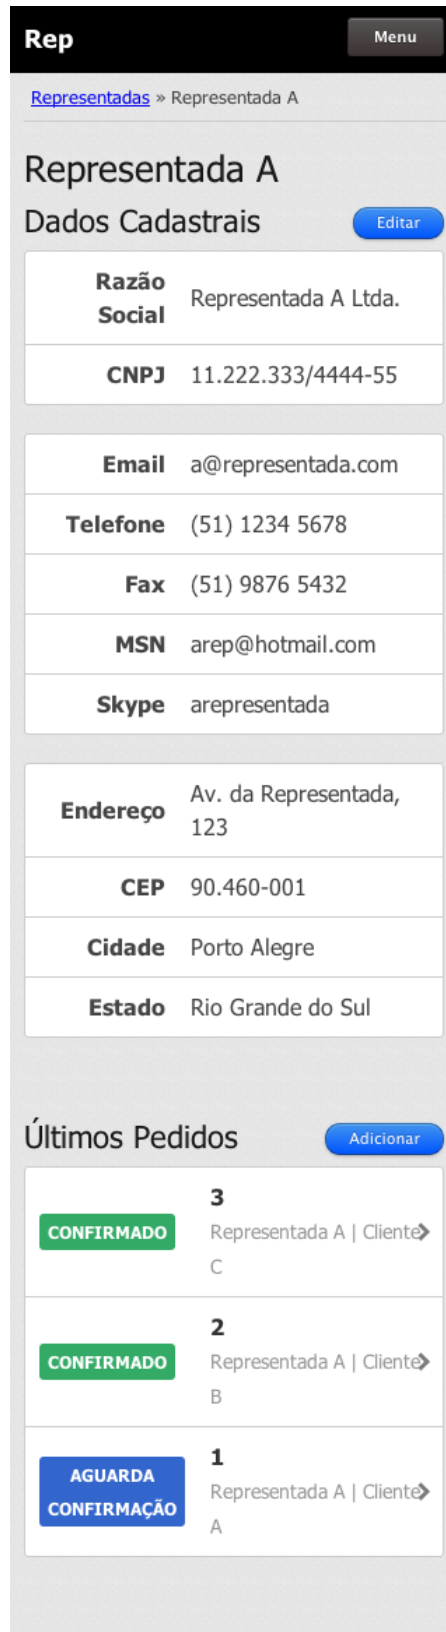 Rep
Menu
Representadas » Representada A
Representada A
Dados Cadastrais
Editar
Razão
Social
Representada A Ltda.
CNPJ 11.222.333/4444-55
Email a@representada.com
Telefone (51) 1234 5678
Fax (51) 9876 5432
MSN arep@hotmail.com
Skype arepresentada
Endereço
Av. da Representada,
123
CEP 90.460-001
Cidade Porto Alegre
Estado Rio Grande do Sul
Últimos Pedidos
Adicionar
CONFIRMADO
3
Representada A | Cliente
C
CONFIRMADO
2
Representada A | Cliente
B
AGUARDA
CONFIRMAÇÃO
1
Representada A | Cliente
A